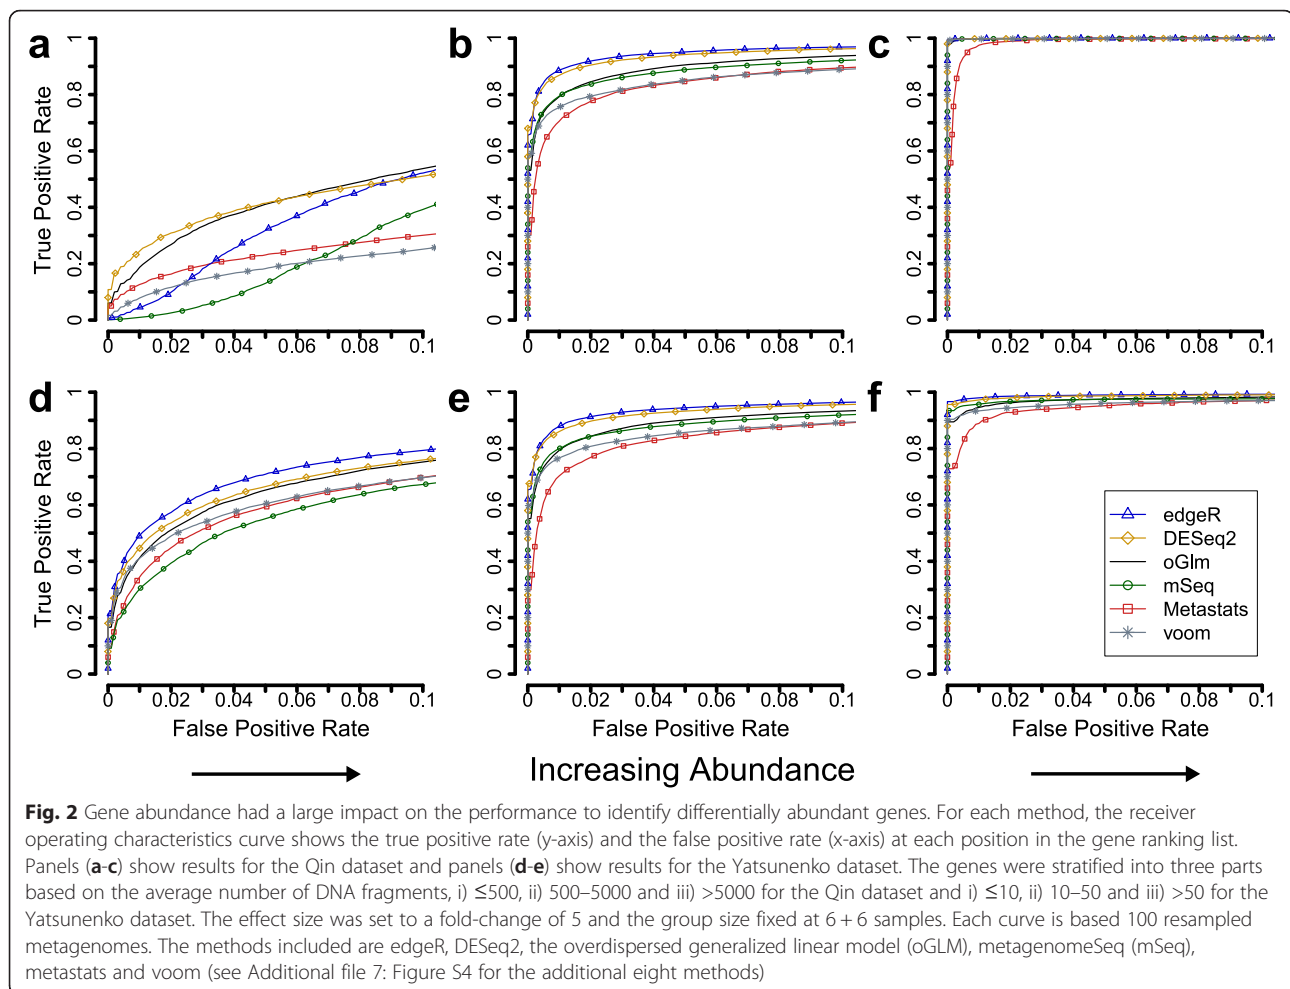 a
b
c
1
0.8
0.6
0.4
0.2
0
True Positive Rate
0 0.02 0.04 0.06 0.08 0.1
1
0.8
0.6
0.4
0.2
0
0 0.02 0.04 0.06 0.08 0.1
1
0.8
0.6
0.4
0.2
0
0 0.02 0.04 0.06 0.08 0.1
d
e
f
1
0.8
0.6
0.4
0.2
0
True Positive Rate
0 0.02 0.04 0.06 0.08 0.1
False Positive Rate
1
0.8
0.6
0.4
0.2
0
0 0.02 0.04 0.06 0.08 0.1
False Positive Rate
1
0.8
0.6
0.4
0.2
0
0 0.02 0.04 0.06 0.08 0.1
False Positive Rate
edgeR
DESeq2
oGlm
mSeq
Metastats
voom
Increasing Abundance
Fig. 2 Gene abundance had a large impact on the performance to identify differentially abundant genes. For each method, the receiver
operating characteristics curve shows the true positive rate (y-axis) and the false positive rate (x-axis) at each position in the gene ranking list.
Panels (a-c) show results for the Qin dataset and panels (d-e) show results for the Yatsunenko dataset. The genes were stratified into three parts
based on the average number of DNA fragments, i) ≤500, ii) 500–5000 and iii) >5000 for the Qin dataset and i) ≤10, ii) 10–50 and iii) >50 for the
Yatsunenko dataset. The effect size was set to a fold-change of 5 and the group size fixed at 6 + 6 samples. Each curve is based 100 resampled
metagenomes. The methods included are edgeR, DESeq2, the overdispersed generalized linear model (oGLM), metagenomeSeq (mSeq),
metastats and voom (see Additional file 7: Figure S4 for the additional eight methods)